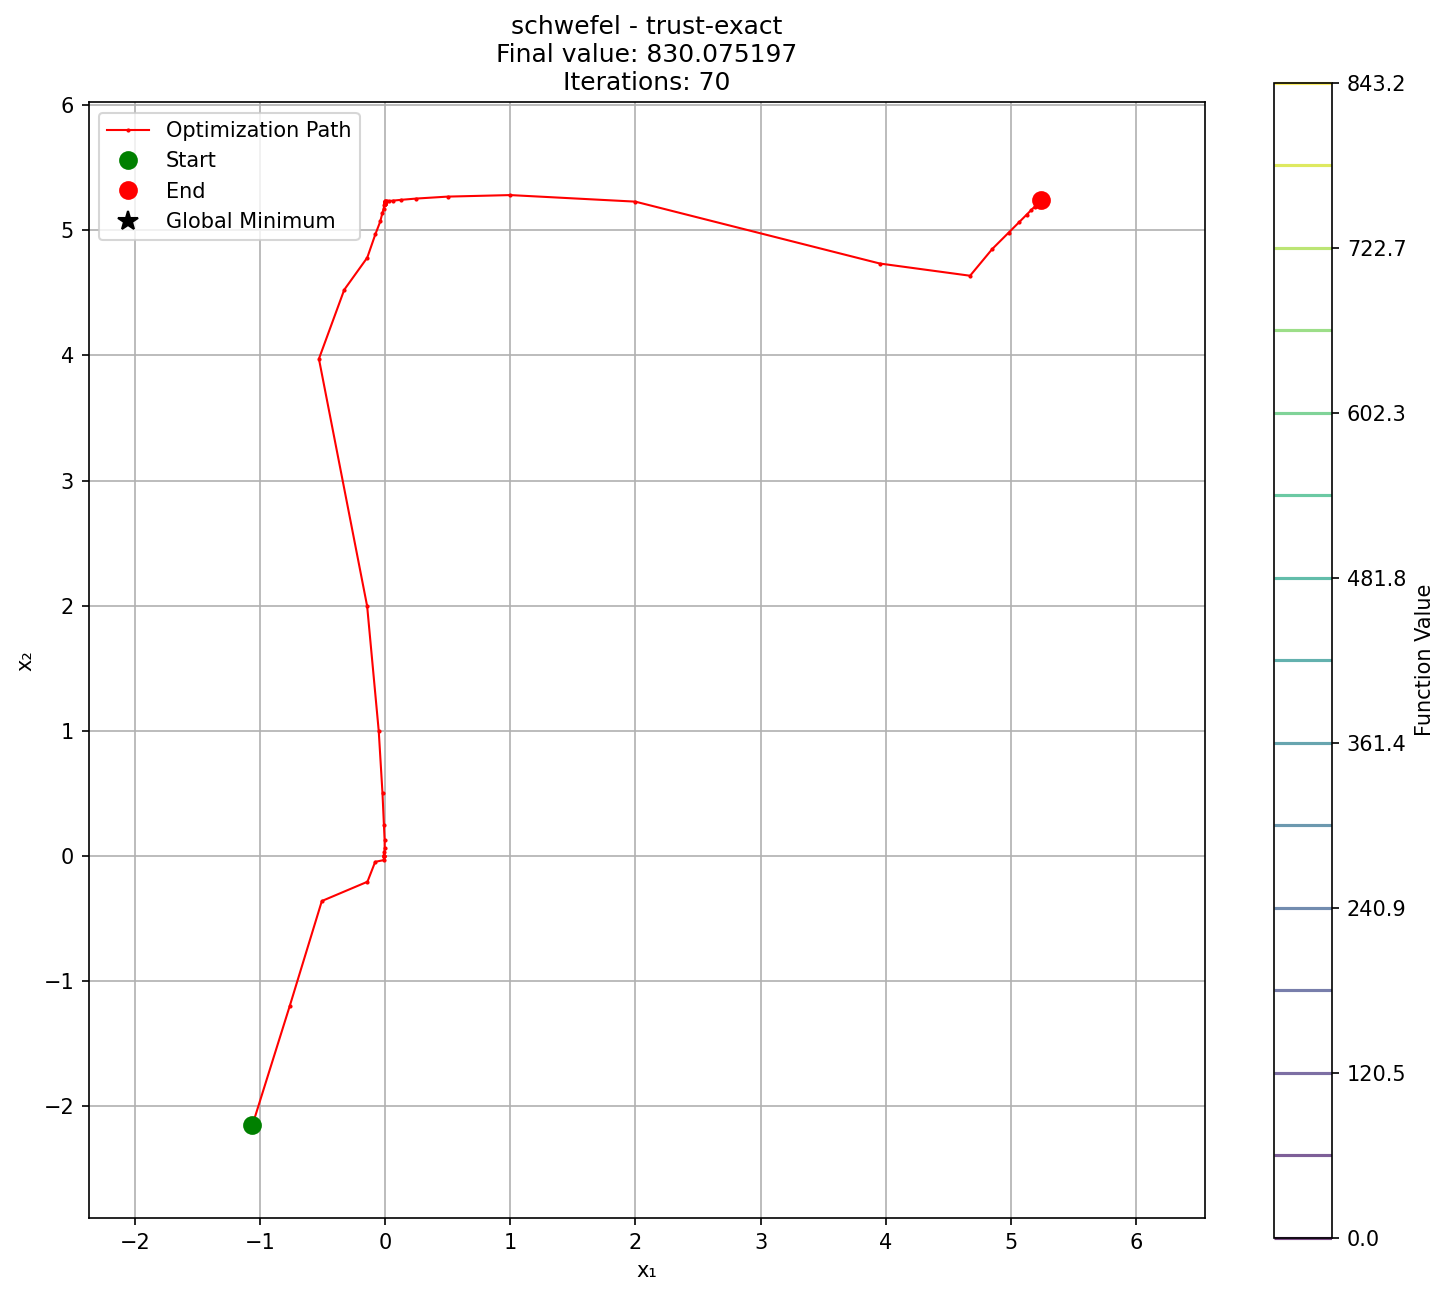 schwefel - trust-exact
Final value: 830.075197
Iterations: 70
Optimization Path
Start
End
Global Minimum
6
5
4
3
2
1
0
−1
−2
x₂
−2
−1
0
1
2
3
4
5
6
x₁
843.2
722.7
602.3
481.8
361.4
240.9
120.5
0.0
Function Value